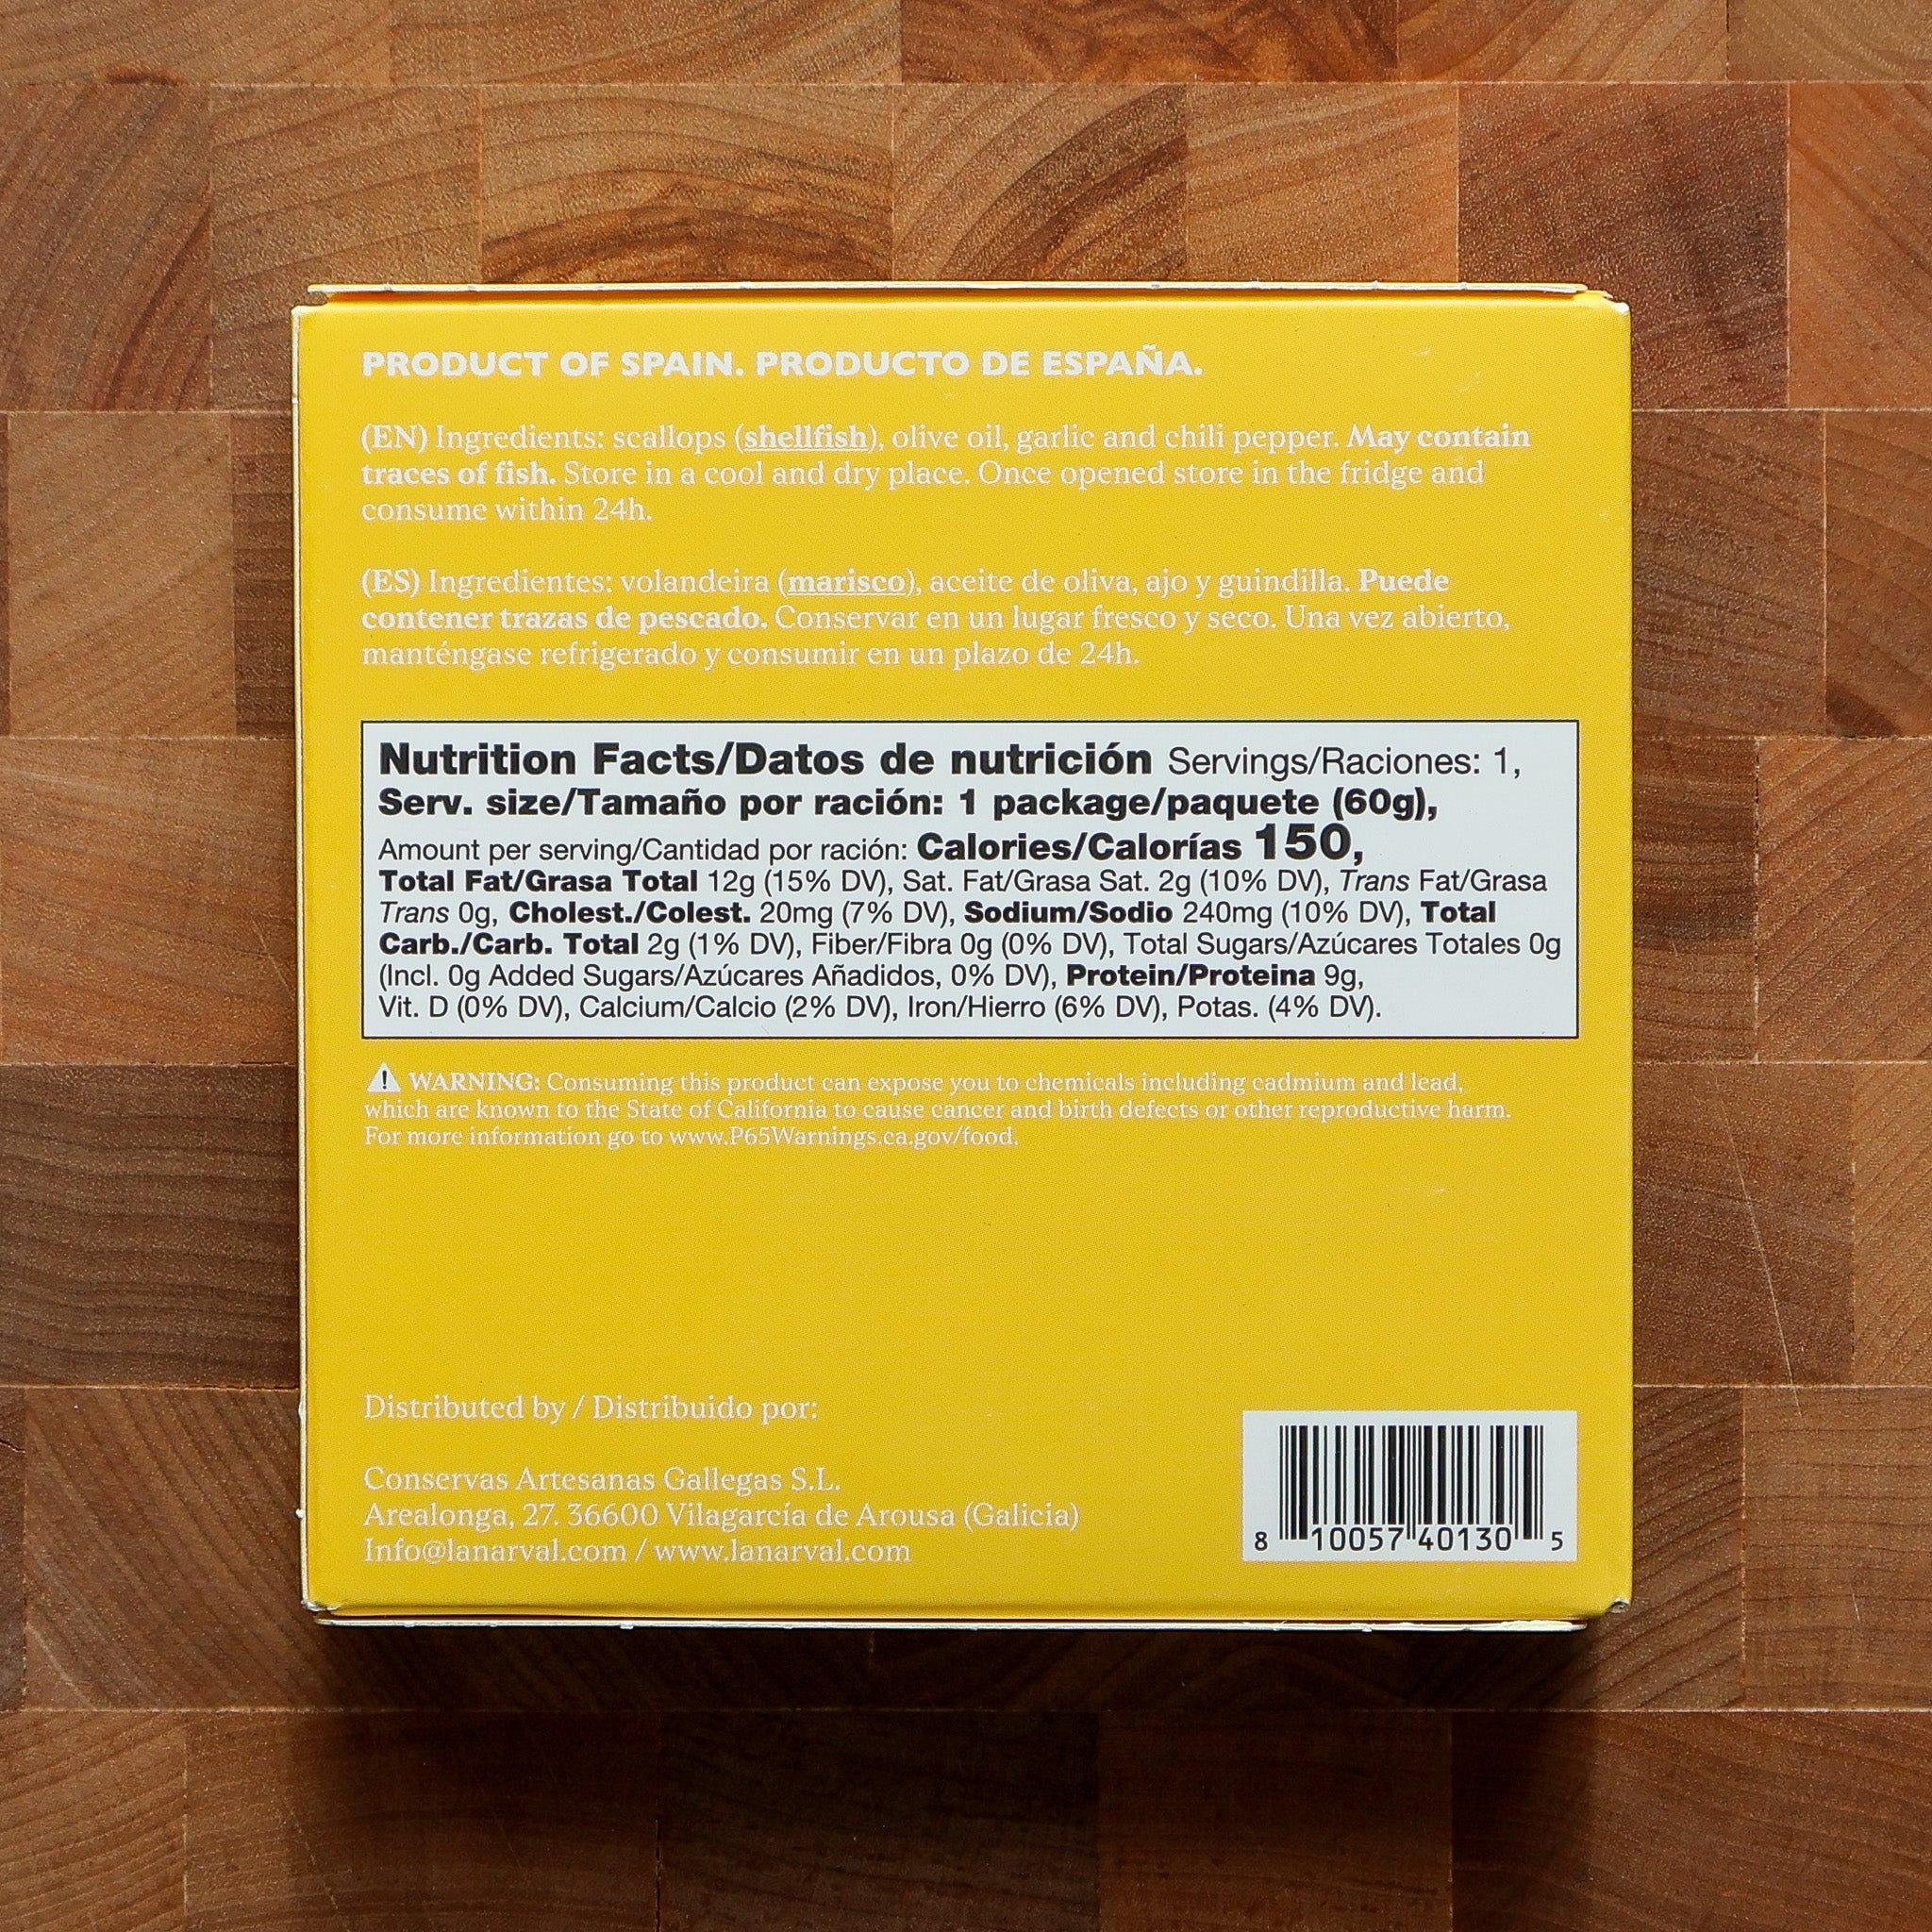 PRODUCT OF SPAIN. PRODUCTO DE ESPAÑA.
(EN) Ingredients: scallops (shellfish), olive oil, garlic and chili pepper. May contain
traces of fish. Store in a cool and dry place. Once opened store in the fridge and
consume within 24h.
(ES) Ingredientes: volandeira (marisco), aceite de oliva, ajo y guindilla. Puede
contener trazas de pescado. Conservar en un lugar fresco y seco. Una vez abierto,
manténgase refrigerado y consumir en un plazo de 24h.
Nutrition Facts/Datos de nutrición Servings/Raciones: 1,
Serv. size/Tamaño por ración: 1 package/paquete (60g),
Amount per serving/Cantidad por ración: Calories/Calorías 150,
Total Fat/Grasa Total 12g (15% DV), Sat. Fat/Grasa Sat. 2g (10% DV), Trans Fat/Grasa
Trans 0g, Cholest./Colest. 20mg (7% DV), Sodium/Sodio 240mg (10% DV), Total
Carb./Carb. Total 2g (1% DV), Fiber/Fibra 0g (0% DV), Total Sugars/Azúcares Totales 0g
(Incl. 0g Added Sugars/Azúcares Añadidos, 0% DV), Protein/Proteina 9g,
Vit. D (0% DV), Calcium/Calcio (2% DV), Iron/Hierro (6% DV), Potas. (4% DV).
WARNING: Consuming this product can expose you to chemicals including cadmium and lead,
which are known to the State of California to cause cancer and birth defects or other reproductive harm.
For more information go to www.P65Warnings.ca.gov/food.
Distributed by / Distribuido por:
Conservas Artesanas Gallegas S.L.
Arealonga, 27. 36600 Vilagarcía de Arousa (Galicia)
Info@lanarval.com / www.lanarval.com
8 10057 40130 5